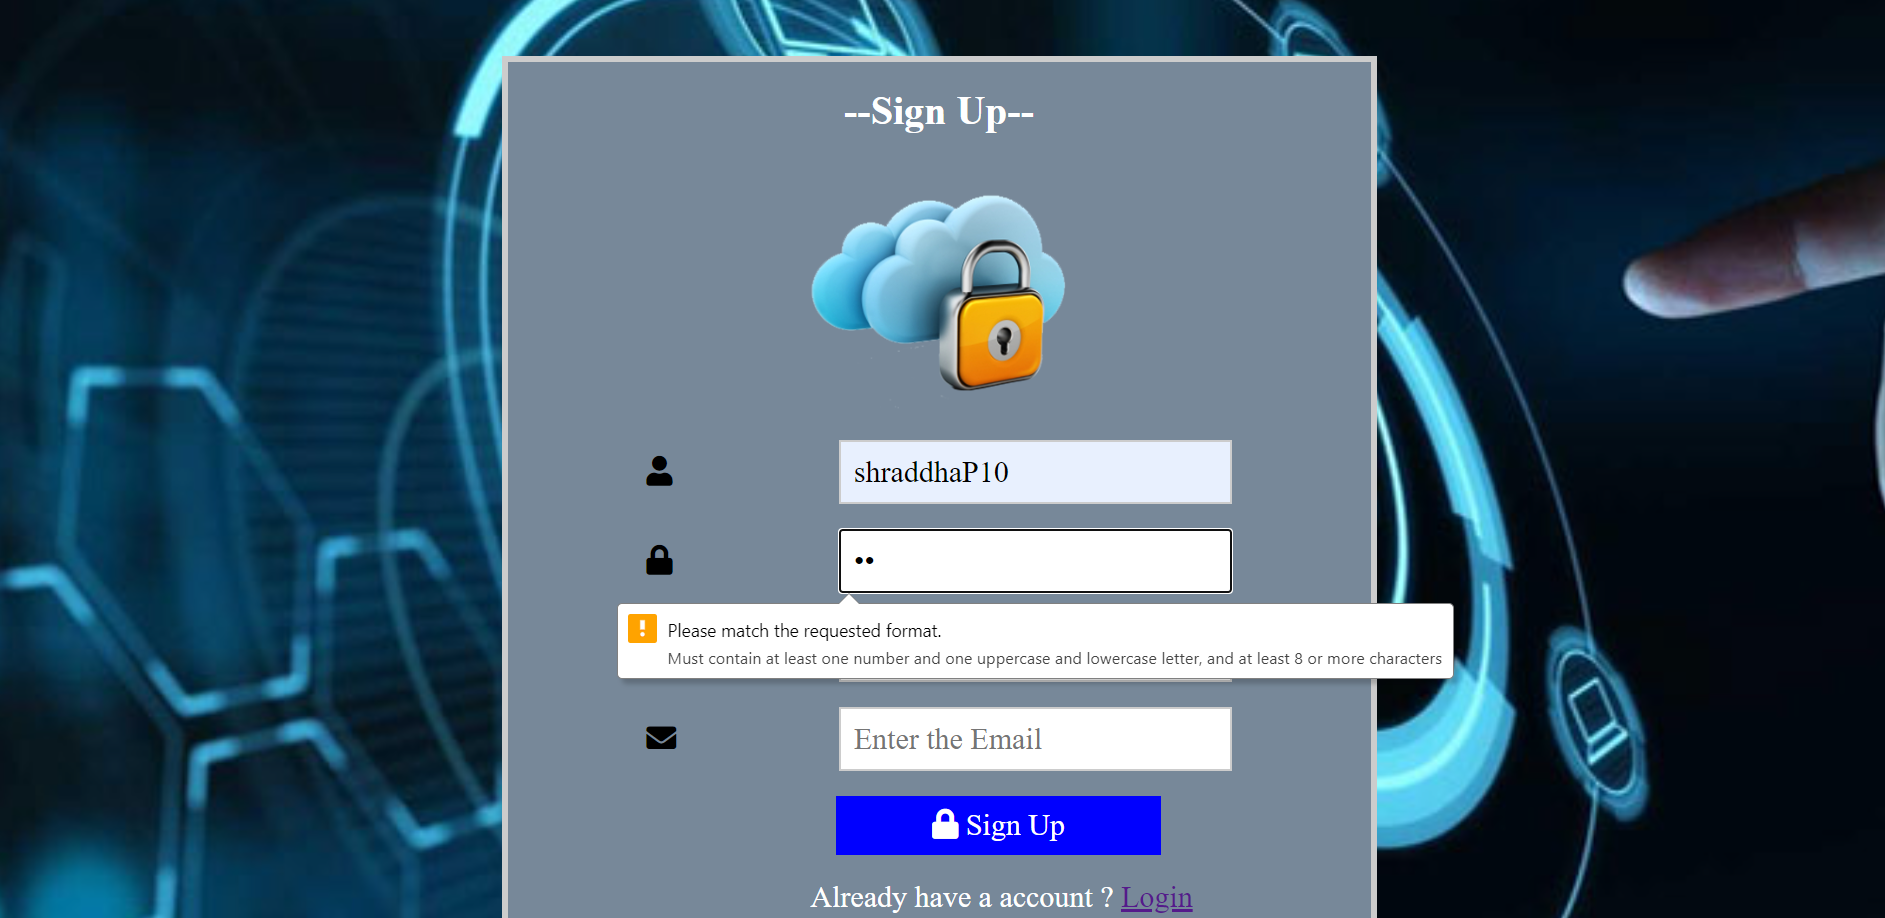 --Sign Up--
shraddhaP10
••
Please match the requested format.
Must contain at least one number and one uppercase and lowercase letter, and at least 8 or more characters
Enter the Email
Sign Up
Already have a account ? Login